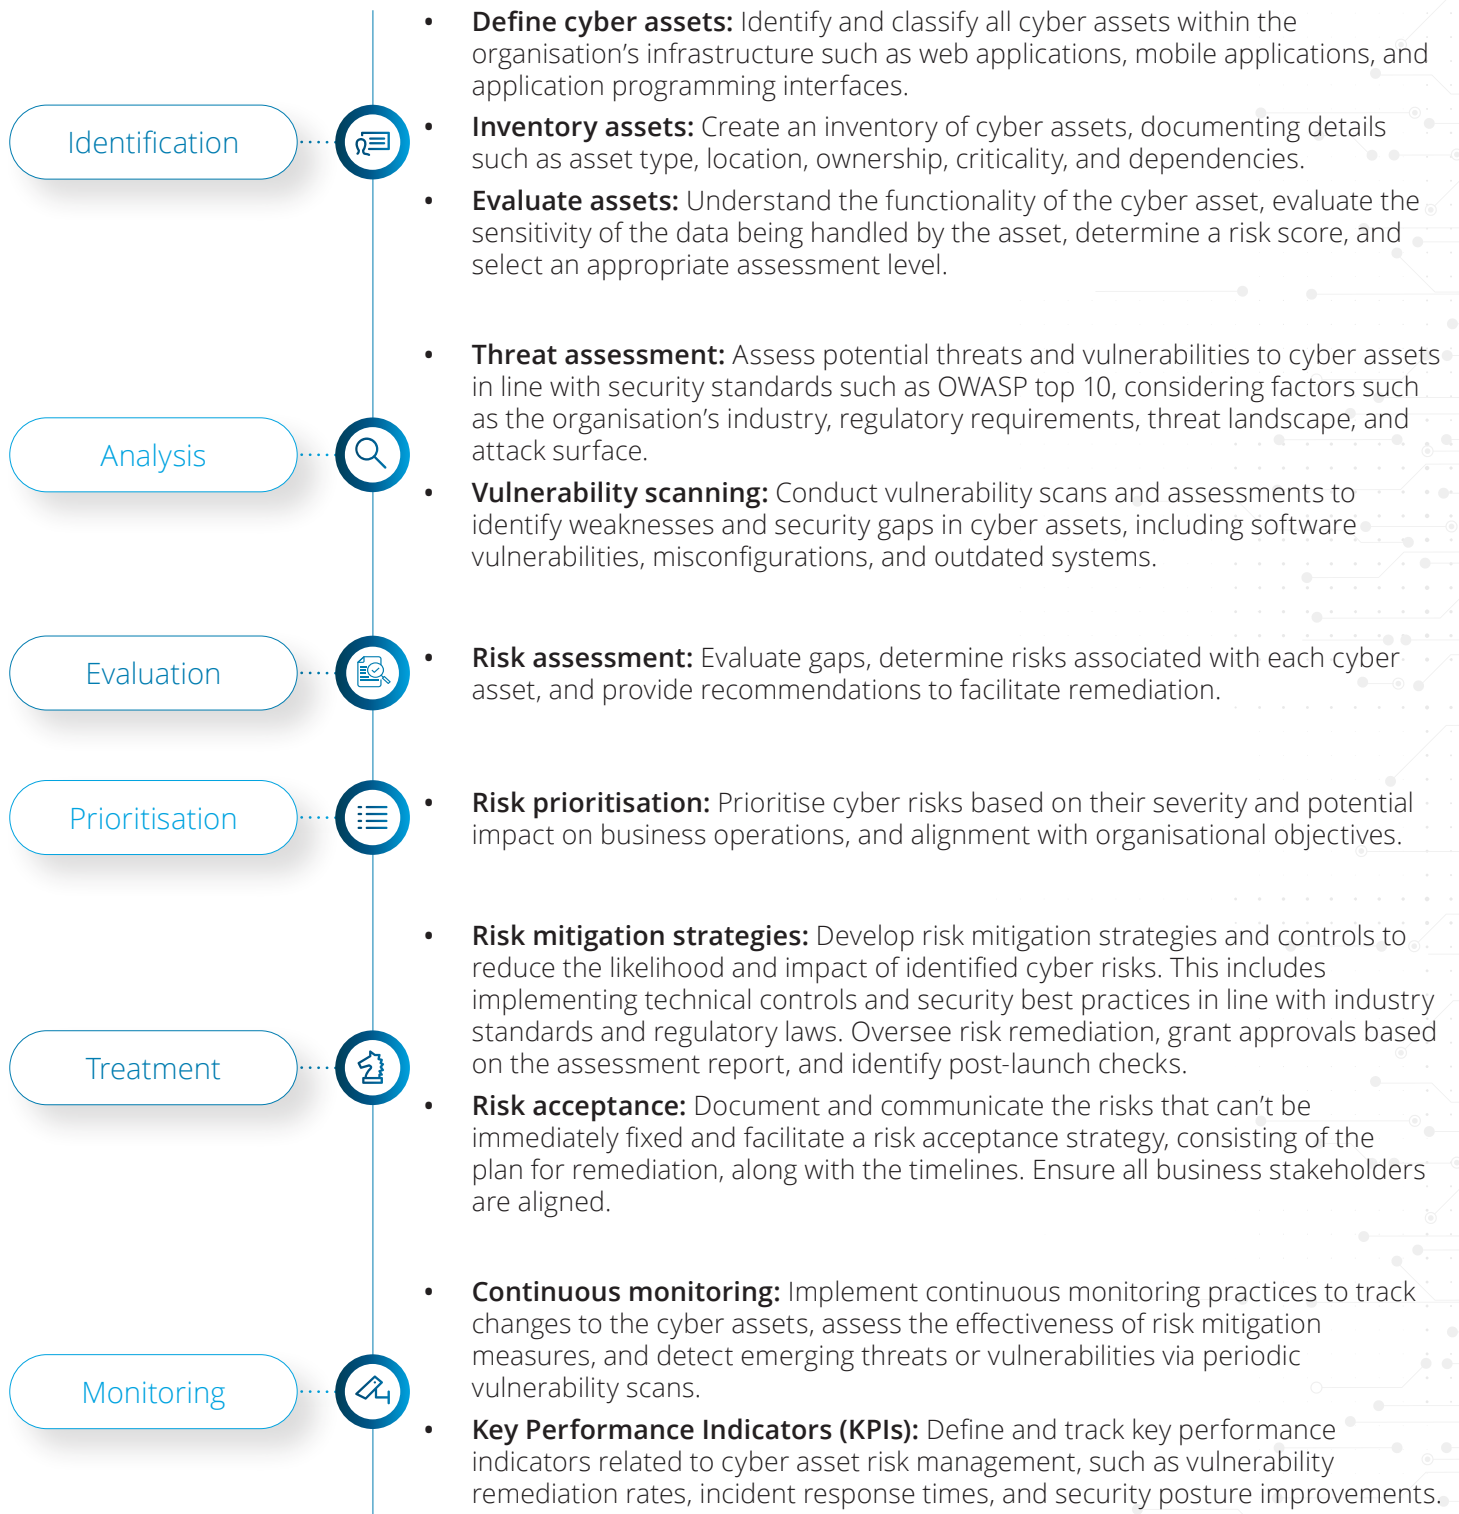 • Define cyber assets: Identify and classify all cyber assets within the
organisation’s infrastructure such as web applications, mobile applications, and
application programming interfaces.
Identification
• Inventory assets: Create an inventory of cyber assets, documenting details
such as asset type, location, ownership, criticality, and dependencies.
• Evaluate assets: Understand the functionality of the cyber asset, evaluate the
sensitivity of the data being handled by the asset, determine a risk score, and
select an appropriate assessment level.
Analysis
• Threat assessment: Assess potential threats and vulnerabilities to cyber assets
in line with security standards such as OWASP top 10, considering factors such
as the organisation’s industry, regulatory requirements, threat landscape, and
attack surface.
• Vulnerability scanning: Conduct vulnerability scans and assessments to
identify weaknesses and security gaps in cyber assets, including software
vulnerabilities, misconfigurations, and outdated systems.
Evaluation
• Risk assessment: Evaluate gaps, determine risks associated with each cyber
asset, and provide recommendations to facilitate remediation.
Prioritisation
• Risk prioritisation: Prioritise cyber risks based on their severity and potential
impact on business operations, and alignment with organisational objectives.
Treatment
• Risk mitigation strategies: Develop risk mitigation strategies and controls to
reduce the likelihood and impact of identified cyber risks. This includes
implementing technical controls and security best practices in line with industry
standards and regulatory laws. Oversee risk remediation, grant approvals based
on the assessment report, and identify post-launch checks.
• Risk acceptance: Document and communicate the risks that can’t be
immediately fixed and facilitate a risk acceptance strategy, consisting of the
plan for remediation, along with the timelines. Ensure all business stakeholders
are aligned.
Monitoring
• Continuous monitoring: Implement continuous monitoring practices to track
changes to the cyber assets, assess the effectiveness of risk mitigation
measures, and detect emerging threats or vulnerabilities via periodic
vulnerability scans.
• Key Performance Indicators (KPIs): Define and track key performance
indicators related to cyber asset risk management, such as vulnerability
remediation rates, incident response times, and security posture improvements.